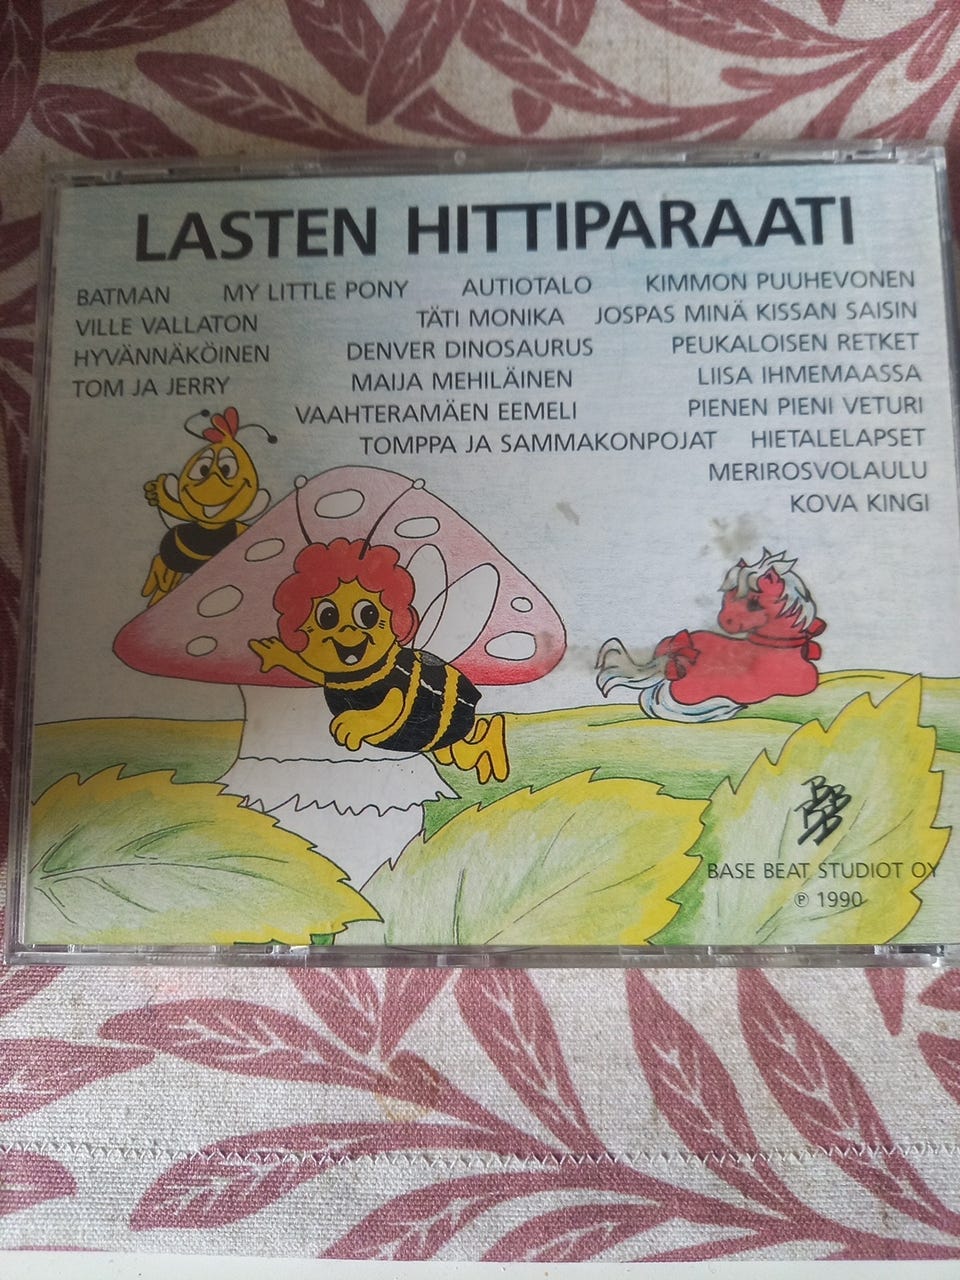 LASTEN HITTIPARAATI
BATMAN MY LITTLE PONY AUTIOTALO KIMMON PUUHEVONEN
VILLE VALLATON TÄTI MONIKA JOSPAS MINÄ KISSAN SAISIN
HYVÄNNÄKÖINEN DENVER DINOSAURUS PEUKALOISEN RETKET
TOM JA JERRY MAIJA MEHILÄINEN LIISA IHMEMAASSA
VAAHTERAMÄEN EEMELI PIENEN PIENI VETURI
TOMPPA JA SAMMAKONPOJAT HIETALELAPSET
MERIROSVOLAULU
KOVA KINGI
BASE BEAT STUDIOT OY
℗ 1990